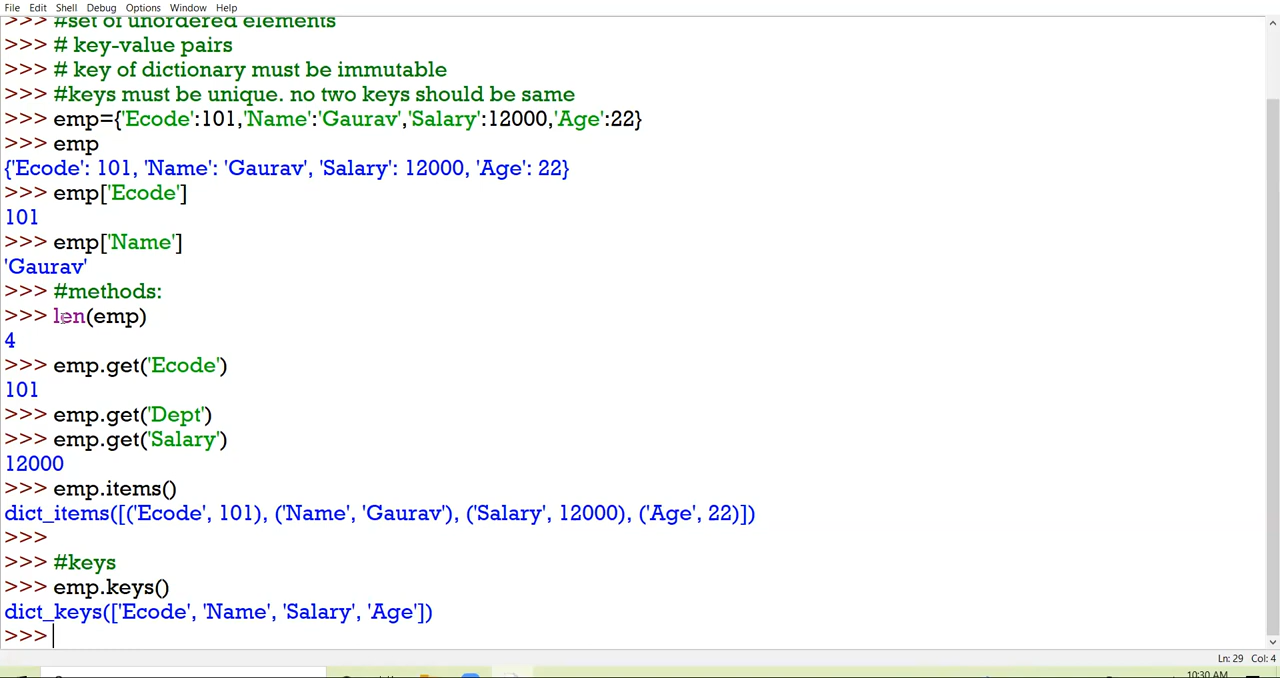 File Edit Shell Debug Options Window Help
>>> #set of unordered elements
>>> # key-value pairs
>>> # key of dictionary must be immutable
>>> #keys must be unique. no two keys should be same
>>> emp={'Ecode':101,'Name':'Gaurav','Salary':12000,'Age':22}
>>> emp
{'Ecode': 101, 'Name': 'Gaurav', 'Salary': 12000, 'Age': 22}
>>> emp['Ecode']
101
>>> emp['Name']
'Gaurav'
>>> #methods:
>>> len(emp)
4
>>> emp.get('Ecode')
101
>>> emp.get('Dept')
>>> emp.get('Salary')
12000
>>> emp.items()
dict_items([('Ecode', 101), ('Name', 'Gaurav'), ('Salary', 12000), ('Age', 22)])
>>>
>>> #keys
>>> emp.keys()
dict_keys(['Ecode', 'Name', 'Salary', 'Age'])
>>>
Ln: 29 Col: 4
10:30 AM